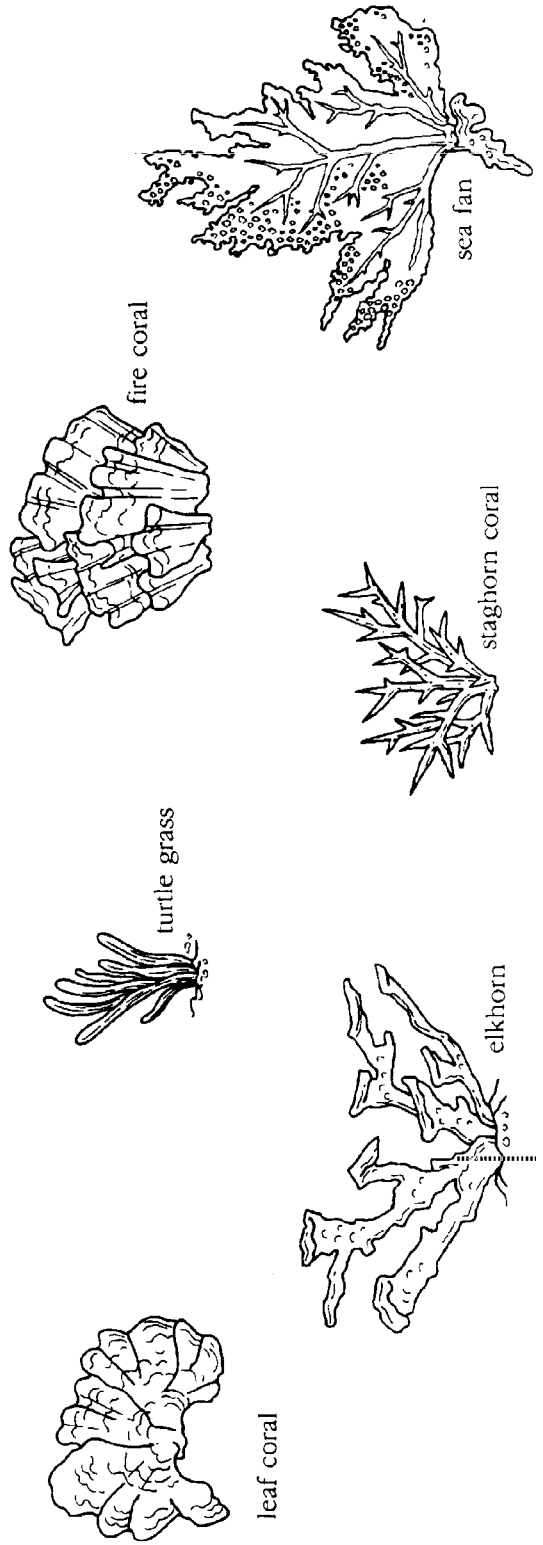 leaf coral
turtle grass
fire coral
elkhorn
staghorn coral
sea fan